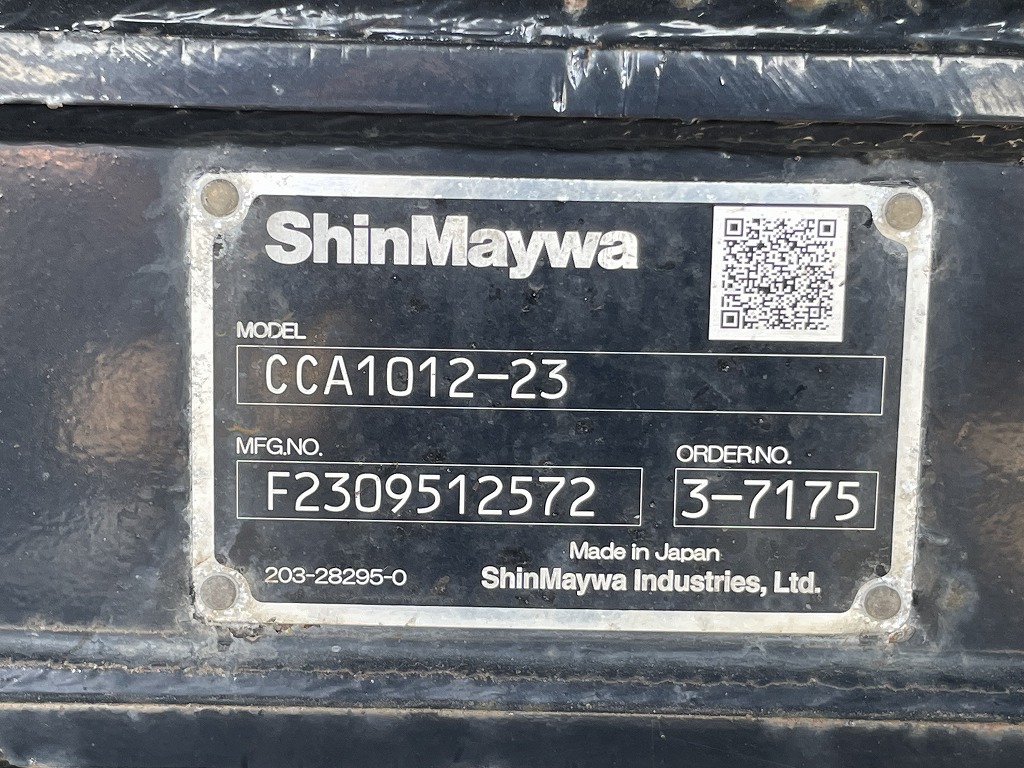 ShinMaywa
MODEL
CCA1012-23
MFG.NO.
F2309512572
ORDER.NO.
3-7175
Made in Japan
203-28295-0
ShinMaywa Industries, Ltd.